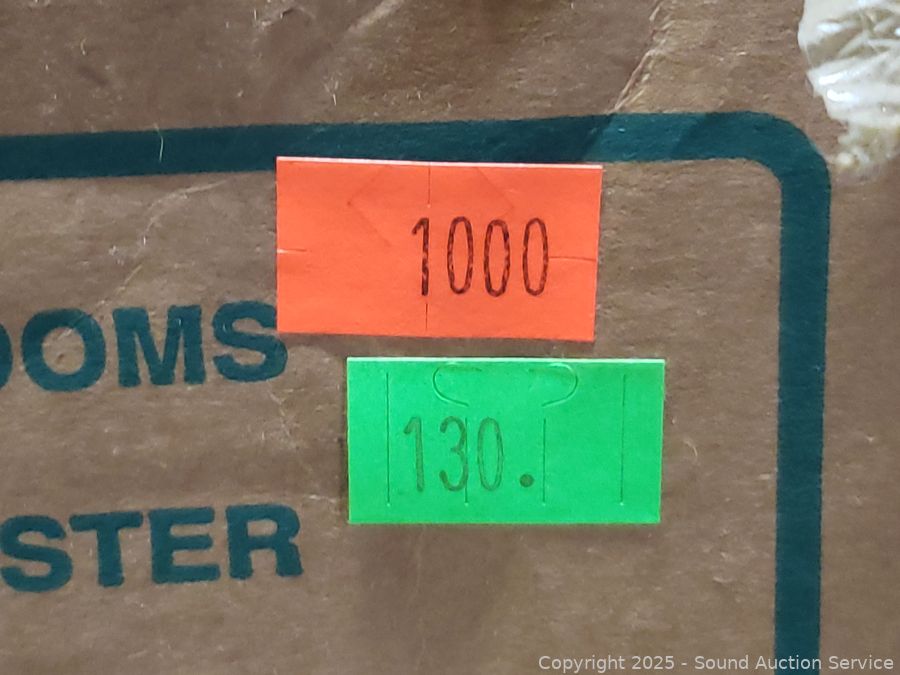 1000
OOMS
130.
STER
Copyright 2025 - Sound Auction Service